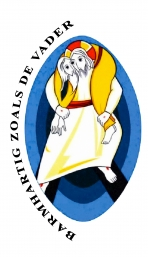 BARMHARTIG ZOALS DE VADER